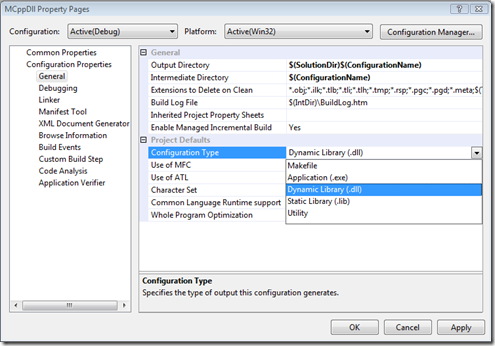 MCppDll Property Pages
Configuration: Active(Debug) Platform: Active(Win32) Configuration Manager...
Common Properties
Configuration Properties
General
Debugging
Linker
Manifest Tool
XML Document Generator
Browse Information
Build Events
Custom Build Step
Code Analysis
Application Verifier
General
Output Directory $(SolutionDir)$(ConfigurationName)
Intermediate Directory $(ConfigurationName)
Extensions to Delete on Clean *.obj;*.ilk;*.tlb;*.tli;*.tlh;*.tmp;*.rsp;*.pgc;*.pgd;*.meta;$(
Build Log File $(IntDir)\BuildLog.htm
Inherited Project Property Sheets
Enable Managed Incremental Build Yes
Project Defaults
Configuration Type Dynamic Library (.dll)
Use of MFC Makefile
Use of ATL Application (.exe)
Character Set Dynamic Library (.dll)
Common Language Runtime support Static Library (.lib)
Whole Program Optimization Utility
Configuration Type
Specifies the type of output this configuration generates.
OK Cancel Apply